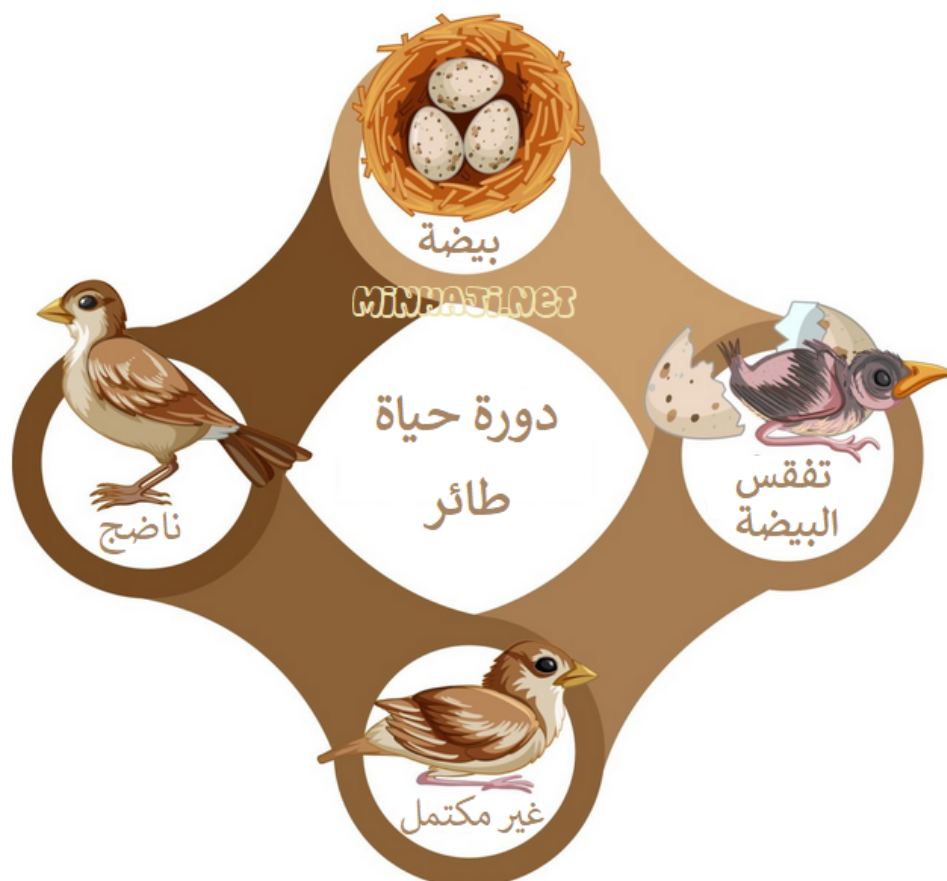 بيضة
MiNHAJi.NET
دورة حياة
طائر
تفقس
البيضة
ناضج
غير مكتمل